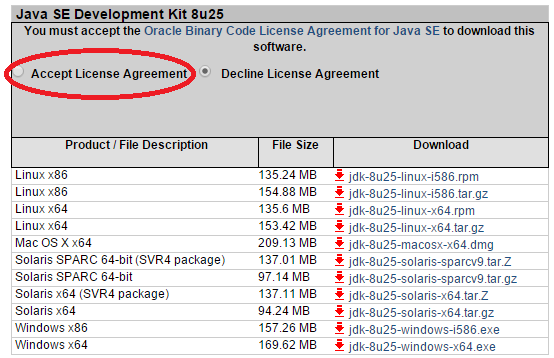 Java SE Development Kit 8u25
You must accept the Oracle Binary Code License Agreement for Java SE to download this
software.
Accept License Agreement Decline License Agreement
Product / File Description File Size Download
Linux x86 135.24 MB jdk-8u25-linux-i586.rpm
Linux x86 154.88 MB jdk-8u25-linux-i586.tar.gz
Linux x64 135.6 MB jdk-8u25-linux-x64.rpm
Linux x64 153.42 MB jdk-8u25-linux-x64.tar.gz
Mac OS X x64 209.13 MB jdk-8u25-macosx-x64.dmg
Solaris SPARC 64-bit (SVR4 package) 137.01 MB jdk-8u25-solaris-sparcv9.tar.Z
Solaris SPARC 64-bit 97.14 MB jdk-8u25-solaris-sparcv9.tar.gz
Solaris x64 (SVR4 package) 137.11 MB jdk-8u25-solaris-x64.tar.Z
Solaris x64 94.24 MB jdk-8u25-solaris-x64.tar.gz
Windows x86 157.26 MB jdk-8u25-windows-i586.exe
Windows x64 169.62 MB jdk-8u25-windows-x64.exe